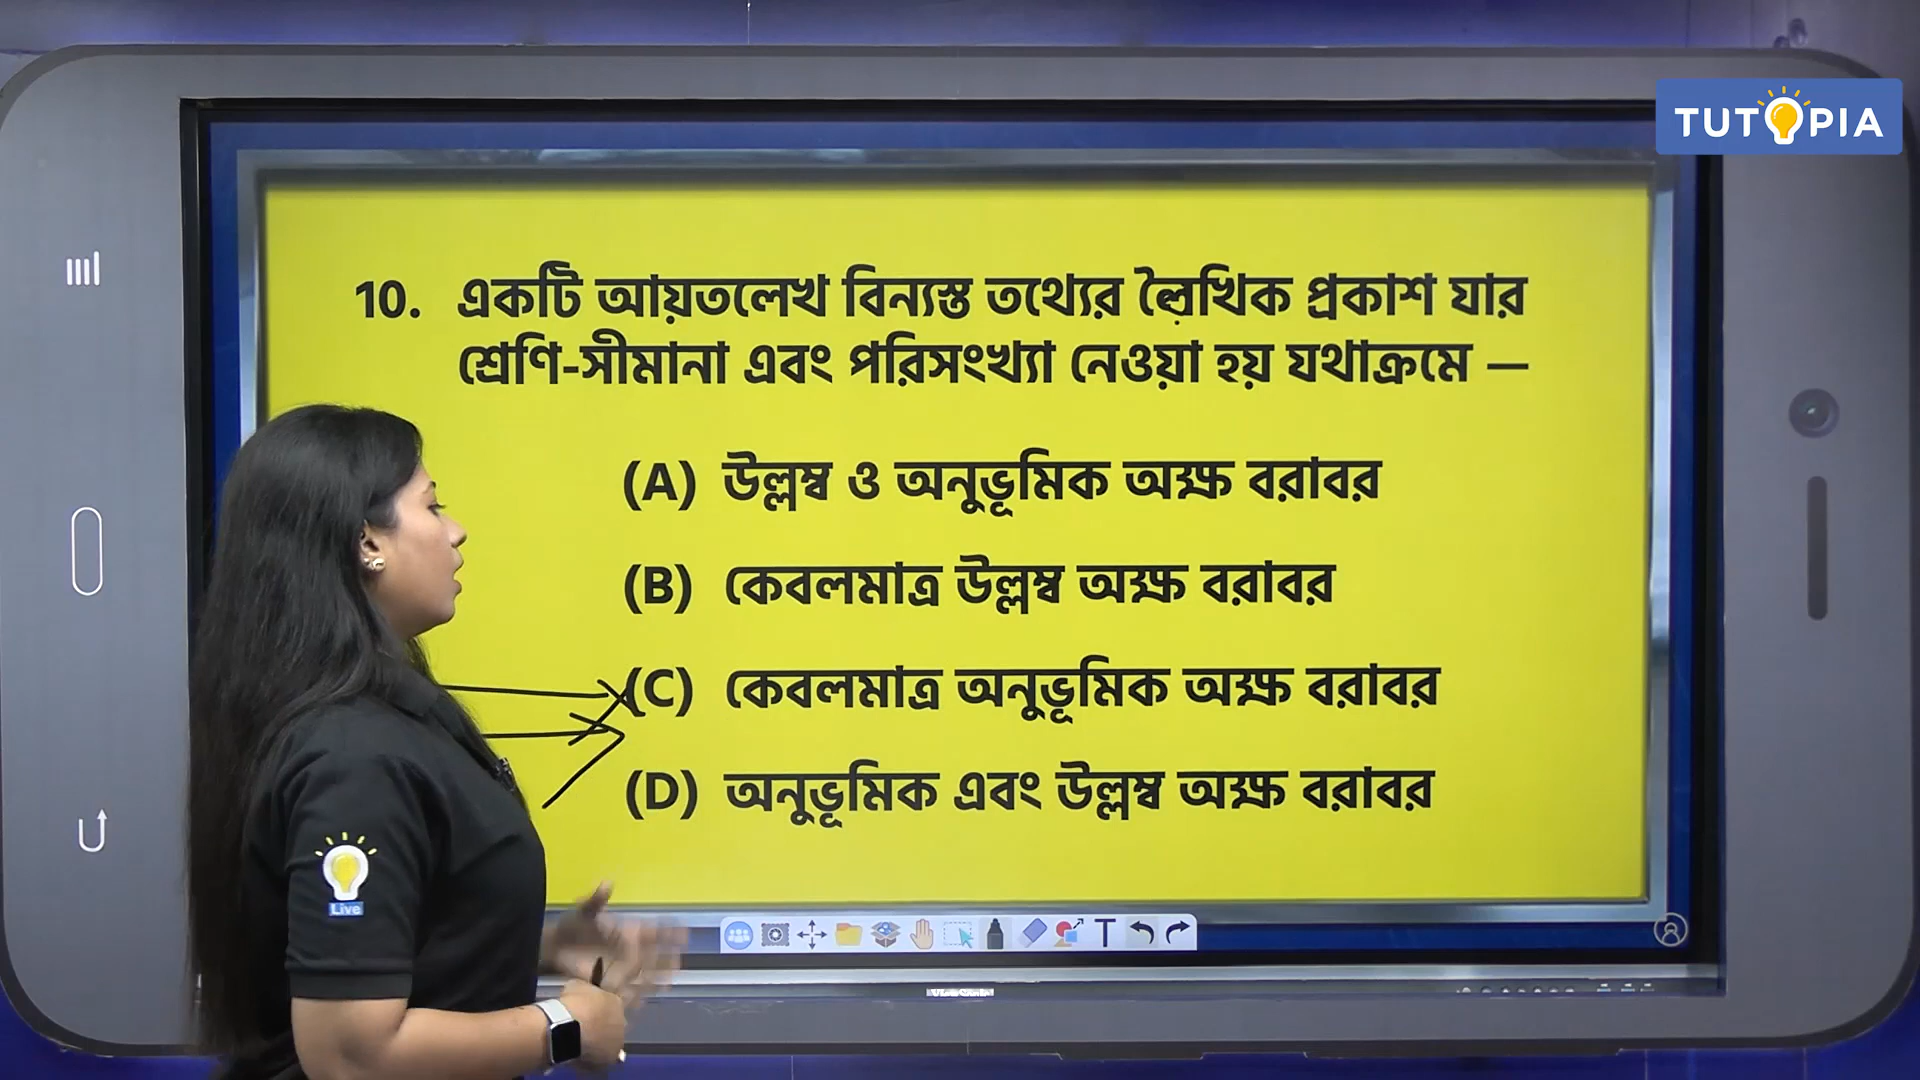 TUTOPIA
10. একটি আয়তলেখ বিন্যস্ত তথ্যের লৈখিক প্রকাশ যার
শ্রেণি-সীমানা এবং পরিসংখ্যা নেওয়া হয় যথাক্রমে —
(A) উল্লম্ব ও অনুভূমিক অক্ষ বরাবর
(B) কেবলমাত্র উল্লম্ব অক্ষ বরাবর
(C) কেবলমাত্র অনুভূমিক অক্ষ বরাবর
(D) অনুভূমিক এবং উল্লম্ব অক্ষ বরাবর
Live